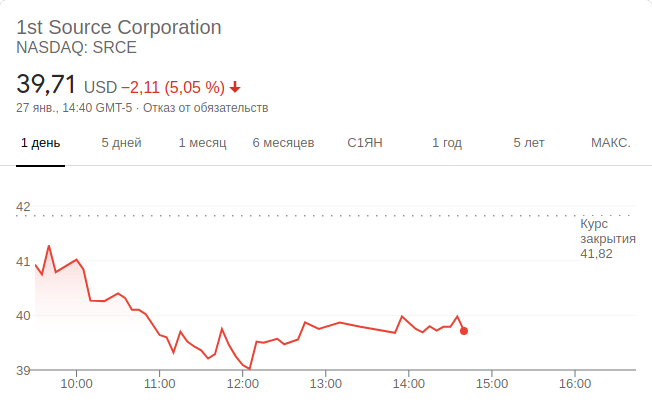 1st Source Corporation
NASDAQ: SRCE
39,71 USD −2,11 (5,05 %)
27 янв., 14:40 GMT-5 · Отказ от обязательств
1 день 5 дней 1 месяц 6 месяцев С1ЯН 1 год 5 лет МАКС.
42
Курс
закрытия
41,82
41
40
39
10:00 11:00 12:00 13:00 14:00 15:00 16:00